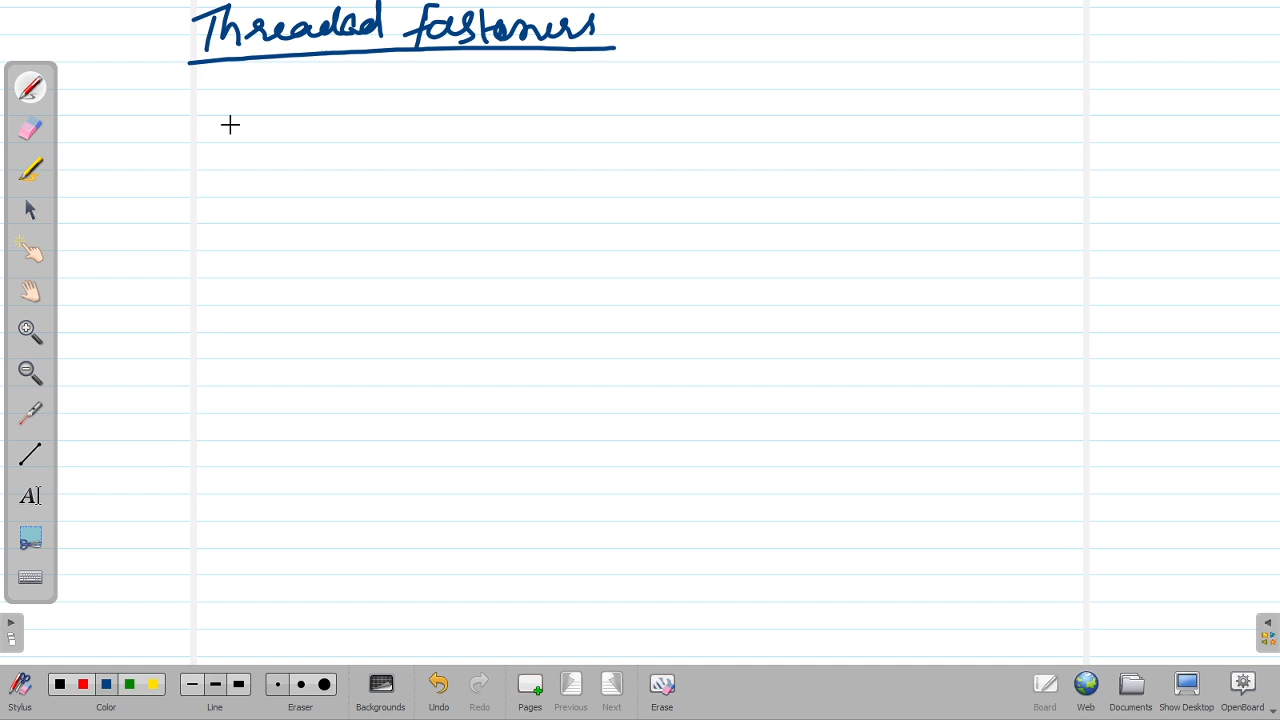 Threaded fasteners
A
Stylus
Color
Line
Eraser
Backgrounds
Undo
Redo
Pages
Previous
Next
Erase
Board
Web
Documents
Show Desktop
OpenBoard